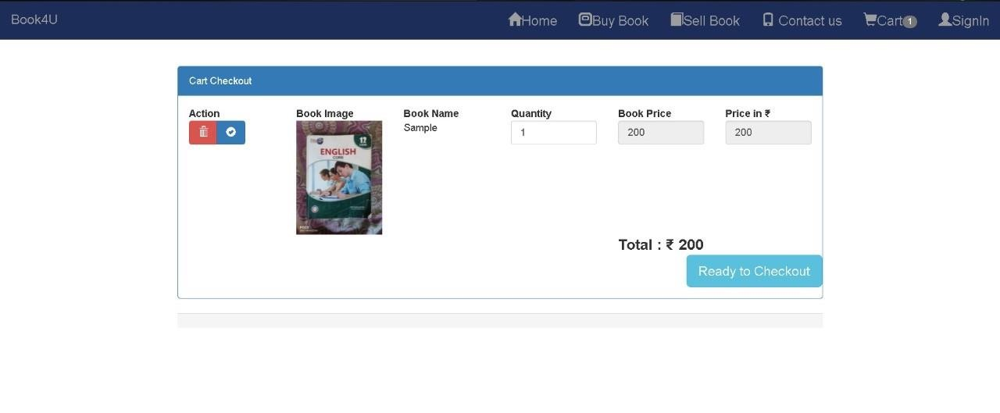 Book4U
Home Buy Book Sell Book Contact us Cart 1 SignIn
Cart Checkout
Action Book Image Book Name Quantity Book Price Price in ₹
Sample 1 200 200
12
ENGLISH
CORE
Total : ₹ 200
Ready to Checkout